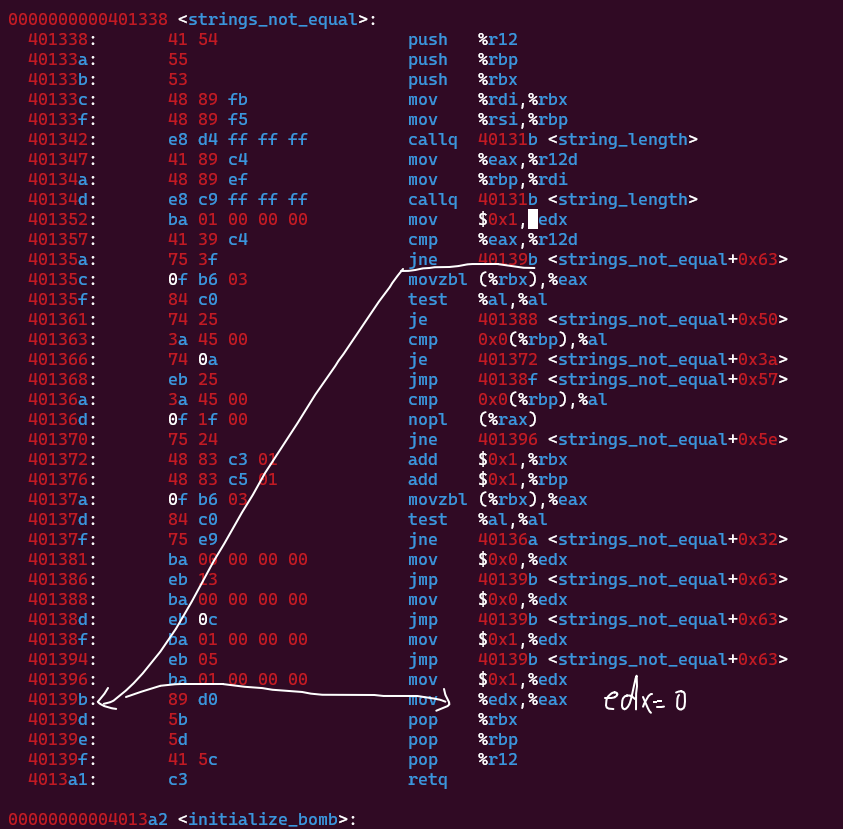 0000000000401338 <strings_not_equal>:
401338: 41 54 push %r12
40133a: 55 push %rbp
40133b: 53 push %rbx
40133c: 48 89 fb mov %rdi,%rbx
40133f: 48 89 f5 mov %rsi,%rbp
401342: e8 d4 ff ff ff callq 40131b <string_length>
401347: 41 89 c4 mov %eax,%r12d
40134a: 48 89 ef mov %rbp,%rdi
40134d: e8 c9 ff ff ff callq 40131b <string_length>
401352: ba 01 00 00 00 mov $0x1,%edx
401357: 41 39 c4 cmp %eax,%r12d
40135a: 75 3f jne 40139b <strings_not_equal+0x63>
40135c: 0f b6 03 movzbl (%rbx),%eax
40135f: 84 c0 test %al,%al
401361: 74 25 je 401388 <strings_not_equal+0x50>
401363: 3a 45 00 cmp 0x0(%rbp),%al
401366: 74 0a je 401372 <strings_not_equal+0x3a>
401368: eb 25 jmp 40138f <strings_not_equal+0x57>
40136a: 3a 45 00 cmp 0x0(%rbp),%al
40136d: 0f 1f 00 nopl (%rax)
401370: 75 24 jne 401396 <strings_not_equal+0x5e>
401372: 48 83 c3 01 add $0x1,%rbx
401376: 48 83 c5 01 add $0x1,%rbp
40137a: 0f b6 03 movzbl (%rbx),%eax
40137d: 84 c0 test %al,%al
40137f: 75 e9 jne 40136a <strings_not_equal+0x32>
401381: ba 00 00 00 00 mov $0x0,%edx
401386: eb 13 jmp 40139b <strings_not_equal+0x63>
401388: ba 00 00 00 00 mov $0x0,%edx
40138d: eb 0c jmp 40139b <strings_not_equal+0x63>
40138f: ba 01 00 00 00 mov $0x1,%edx
401394: eb 05 jmp 40139b <strings_not_equal+0x63>
401396: ba 01 00 00 00 mov $0x1,%edx
40139b: 89 d0 mov %edx,%eax edx=0
40139d: 5b pop %rbx
40139e: 5d pop %rbp
40139f: 41 5c pop %r12
4013a1: c3 retq
00000000004013a2 <initialize_bomb>: